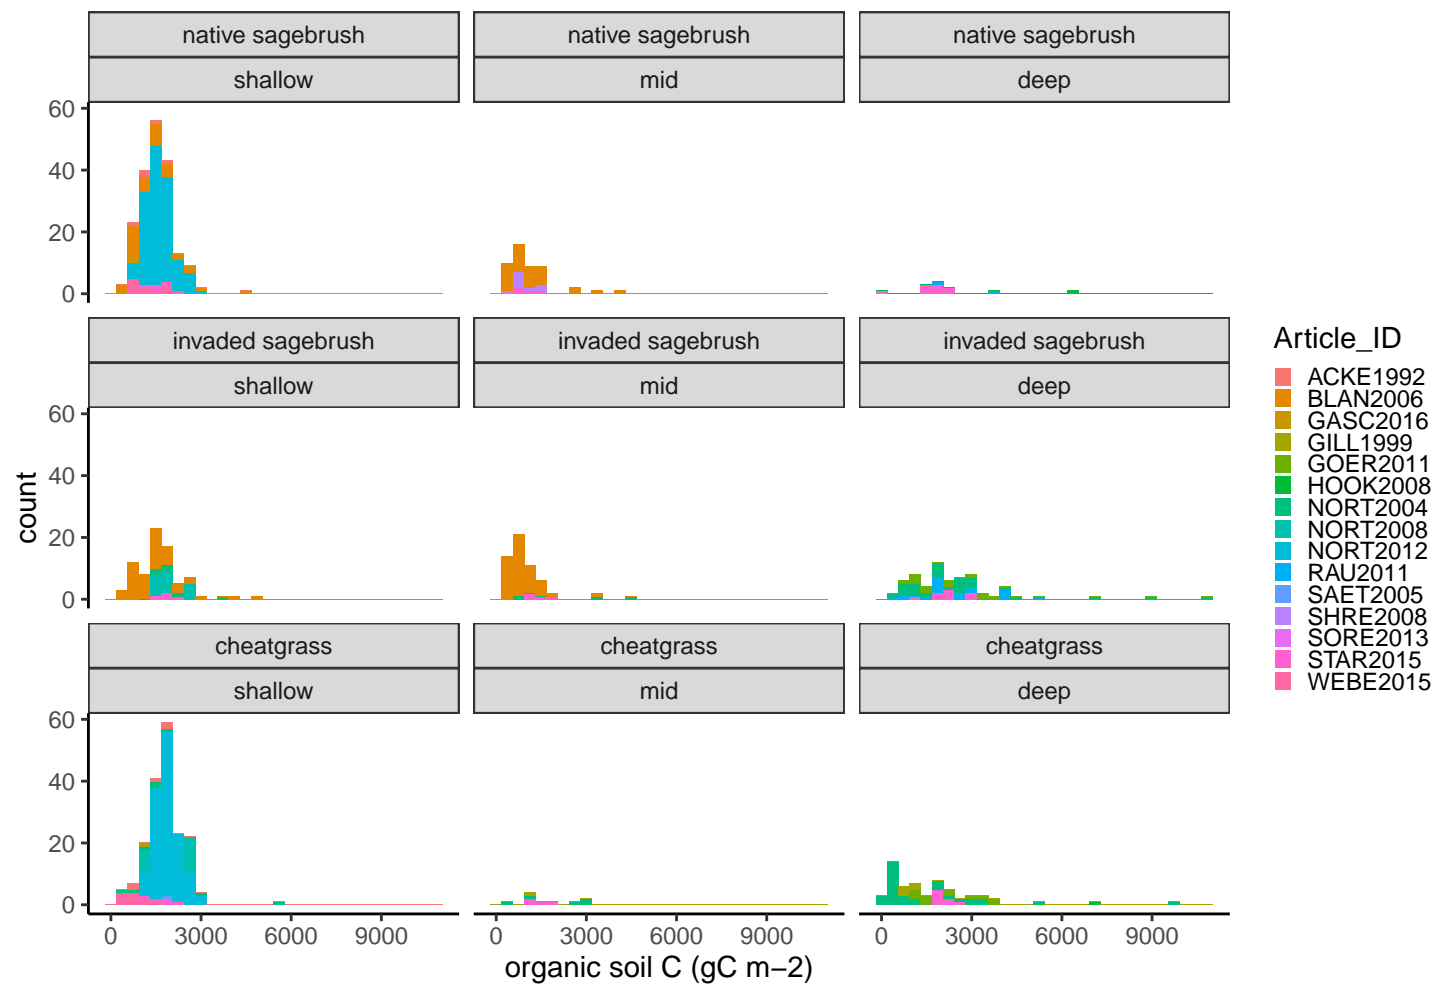 native sagebrush native sagebrush native sagebrush
shallow mid deep
60
40
20
0
invaded sagebrush invaded sagebrush invaded sagebrush
shallow mid deep
60
40
20
0
cheatgrass cheatgrass cheatgrass
shallow mid deep
60
40
20
0
0 3000 6000 9000 0 3000 6000 9000 0 3000 6000 9000
organic soil C (gC m−2)
count
Article_ID
ACKE1992
BLAN2006
GASC2016
GILL1999
GOER2011
HOOK2008
NORT2004
NORT2008
NORT2012
RAU2011
SAET2005
SHRE2008
SORE2013
STAR2015
WEBE2015